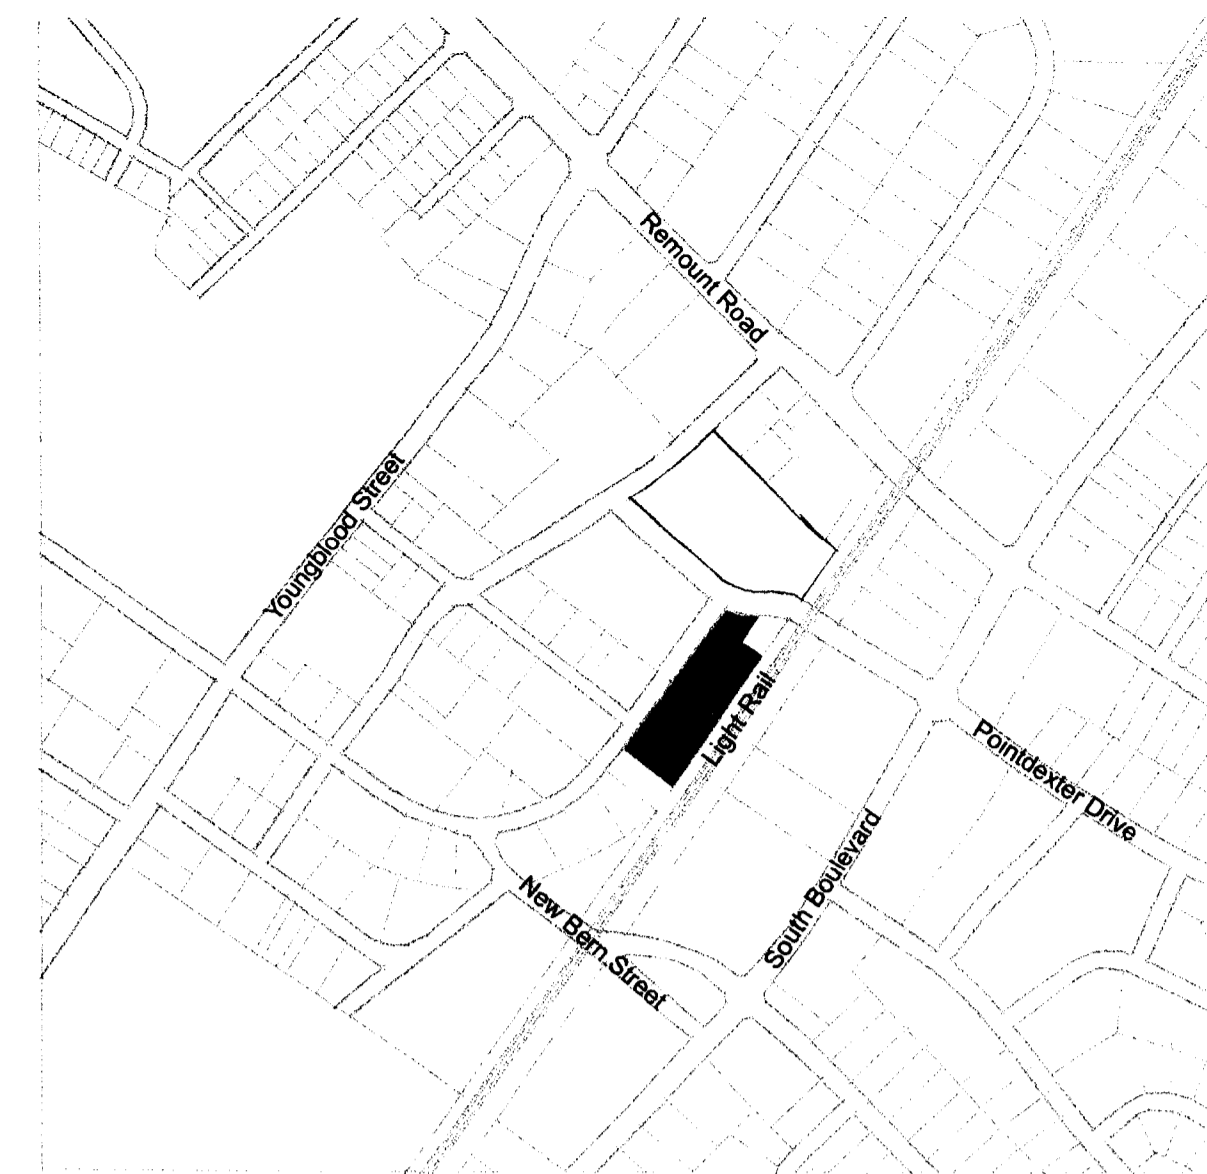 Remount Road
Youngblood Street
Light Rail
Pointdexter Drive
South Boulevard
New Bern Street